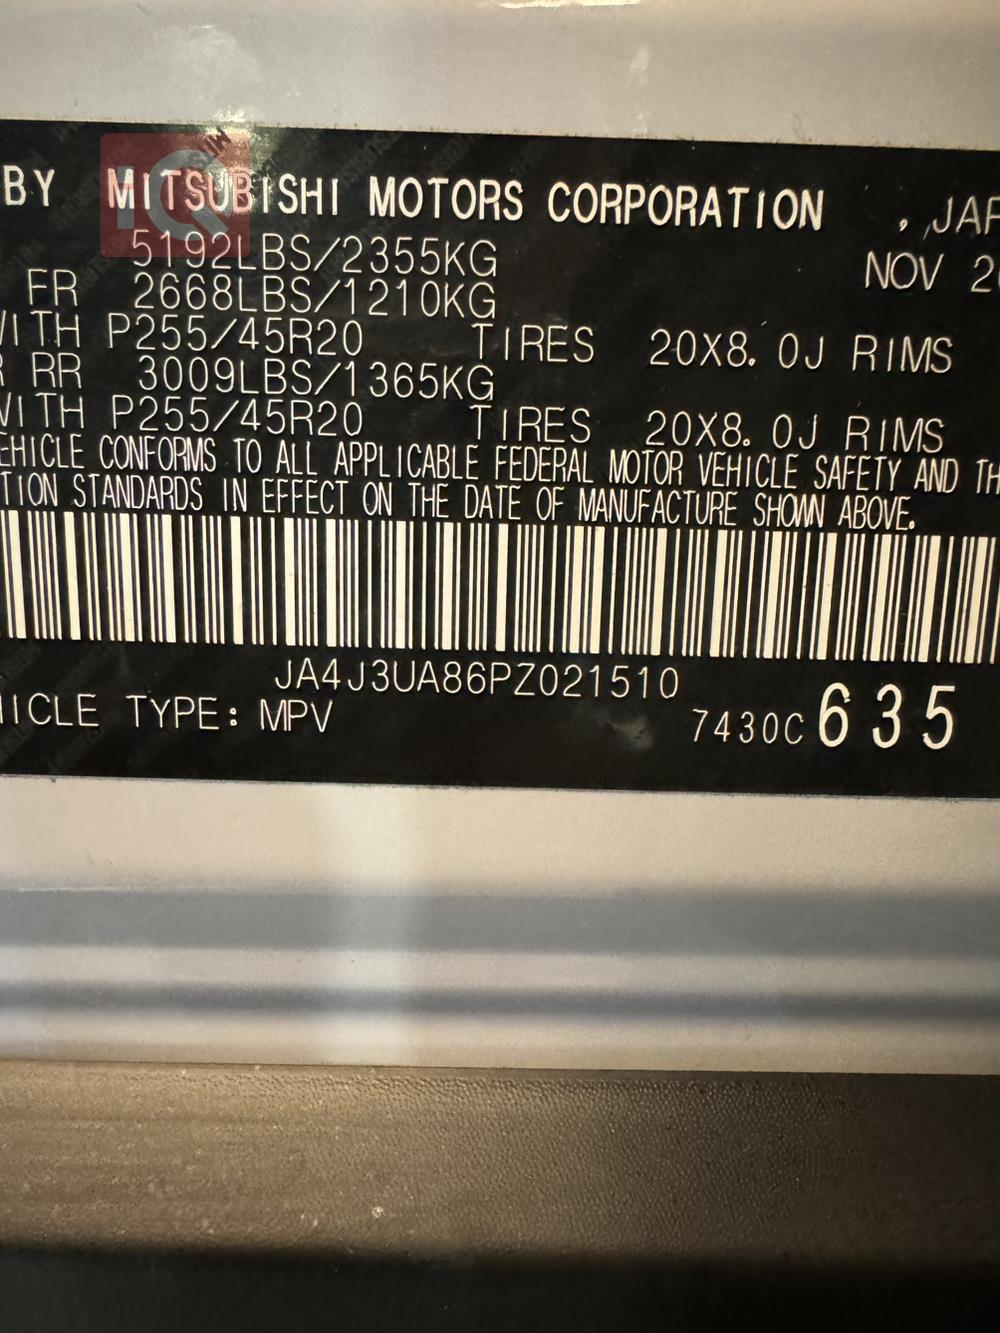 BY MITSUBISHI MOTORS CORPORATION , JAP
5192LBS/2355KG NOV 20
FR 2668LBS/1210KG
WITH P255/45R20 TIRES 20X8.0J RIMS
R RR 3009LBS/1365KG
WITH P255/45R20 TIRES 20X8.0J RIMS
EHICLE CONFORMS TO ALL APPLICABLE FEDERAL MOTOR VEHICLE SAFETY AND TH
TION STANDARDS IN EFFECT ON THE DATE OF MANUFACTURE SHOWN ABOVE.
JA4J3UA86PZ021510
HICLE TYPE: MPV 7430C 635
IQ